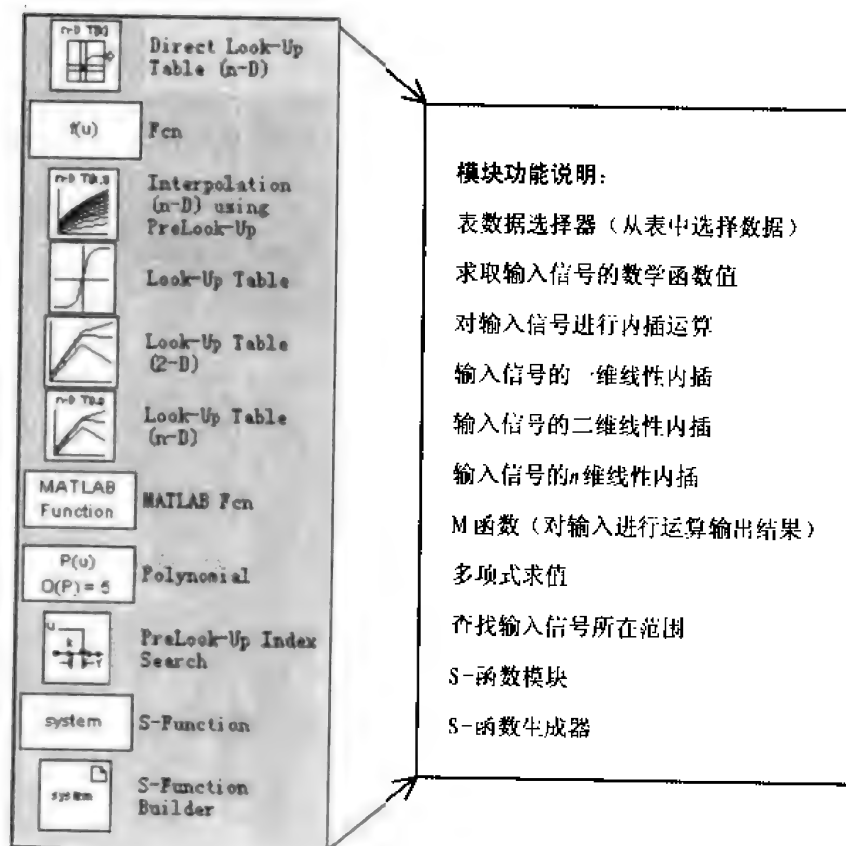 n-D T[k]
Direct Look-Up
Table (n-D)
f(u)
Fcn
Interpolation
(n-D) using
PreLook-Up
Look-Up Table
Look-Up Table
(2-D)
Look-Up Table
(n-D)
MATLAB
Function
MATLAB Fcn
P(u)
O(P) = 5
Polynomial
u
k
PreLook-Up Index
Search
system
S-Function
system
S-Function
Builder
模块功能说明:
表数据选择器（从表中选择数据）
求取输入信号的数学函数值
对输入信号进行内插运算
输入信号的一维线性内插
输入信号的二维线性内插
输入信号的n维线性内插
M 函数（对输入进行运算输出结果）
多项式求值
查找输入信号所在范围
S-函数模块
S-函数生成器